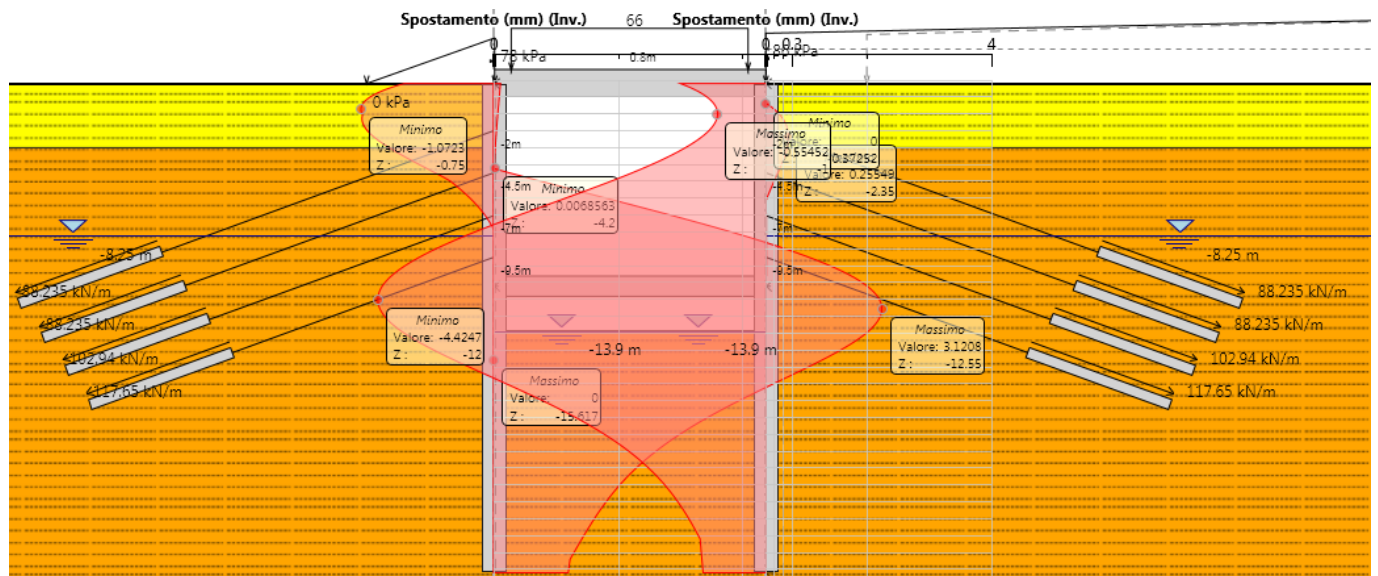 Spostamento (mm) (Inv.) 66 Spostamento (mm) (Inv.)
0 0 0.3 4
78 kPa 0.8m
0 kPa
Minimo
Valore: -1.0723
Z : -0.75
Massimo
Valore: -0.55452
Z : -1
Minimo
Valore: 0
-0.37252
0.25549
-2.35
-2m
-2m
-4.5m
-4.5m
Minimo
Valore: 0.0068563
Z : -4.2
-7m
-7m
-8.25 m
-8.25 m
-9.5m
-9.5m
88.235 kN/m
88.235 kN/m
88.235 kN/m
88.235 kN/m
Minimo
Valore: -4.4247
Z : -12
Massimo
Valore: 3.1208
Z : -12.55
-13.9 m -13.9 m
102.94 kN/m
102.94 kN/m
Massimo
Valore: 0
Z : -15.617
117.65 kN/m
117.65 kN/m